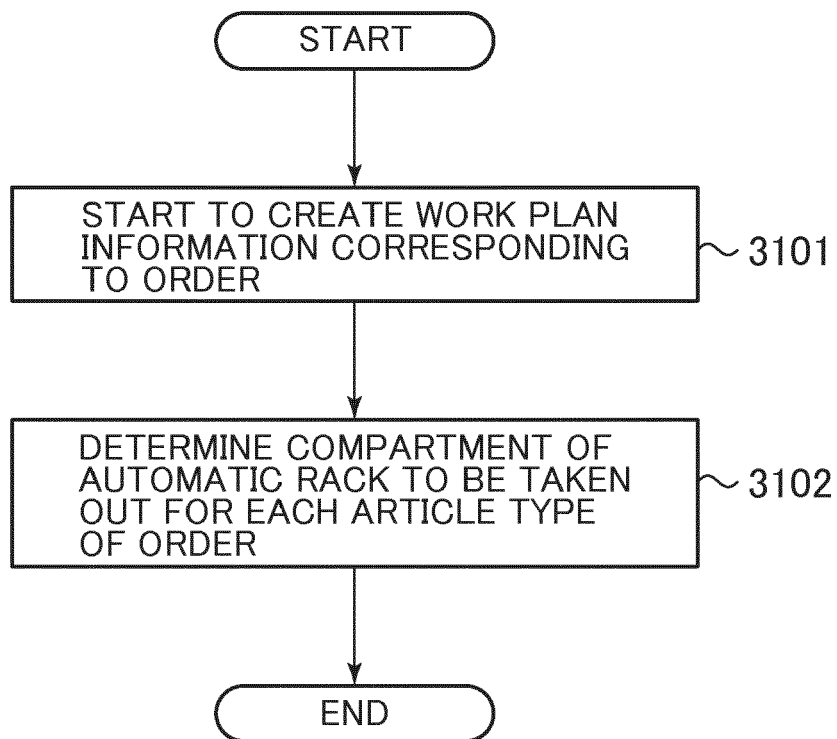 START
START TO CREATE WORK PLAN
INFORMATION CORRESPONDING
TO ORDER
3101
DETERMINE COMPARTMENT OF
AUTOMATIC RACK TO BE TAKEN
OUT FOR EACH ARTICLE TYPE
OF ORDER
3102
END